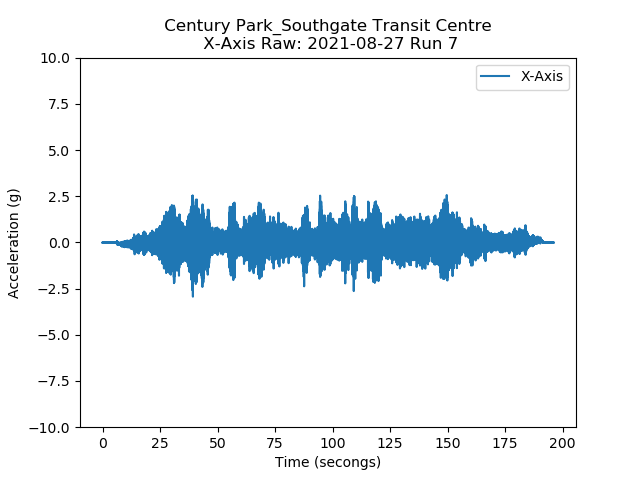 Century Park_Southgate Transit Centre
X-Axis Raw: 2021-08-27 Run 7
X-Axis
10.0
7.5
5.0
2.5
0.0
−2.5
−5.0
−7.5
−10.0
Acceleration (g)
0 25 50 75 100 125 150 175 200
Time (secongs)